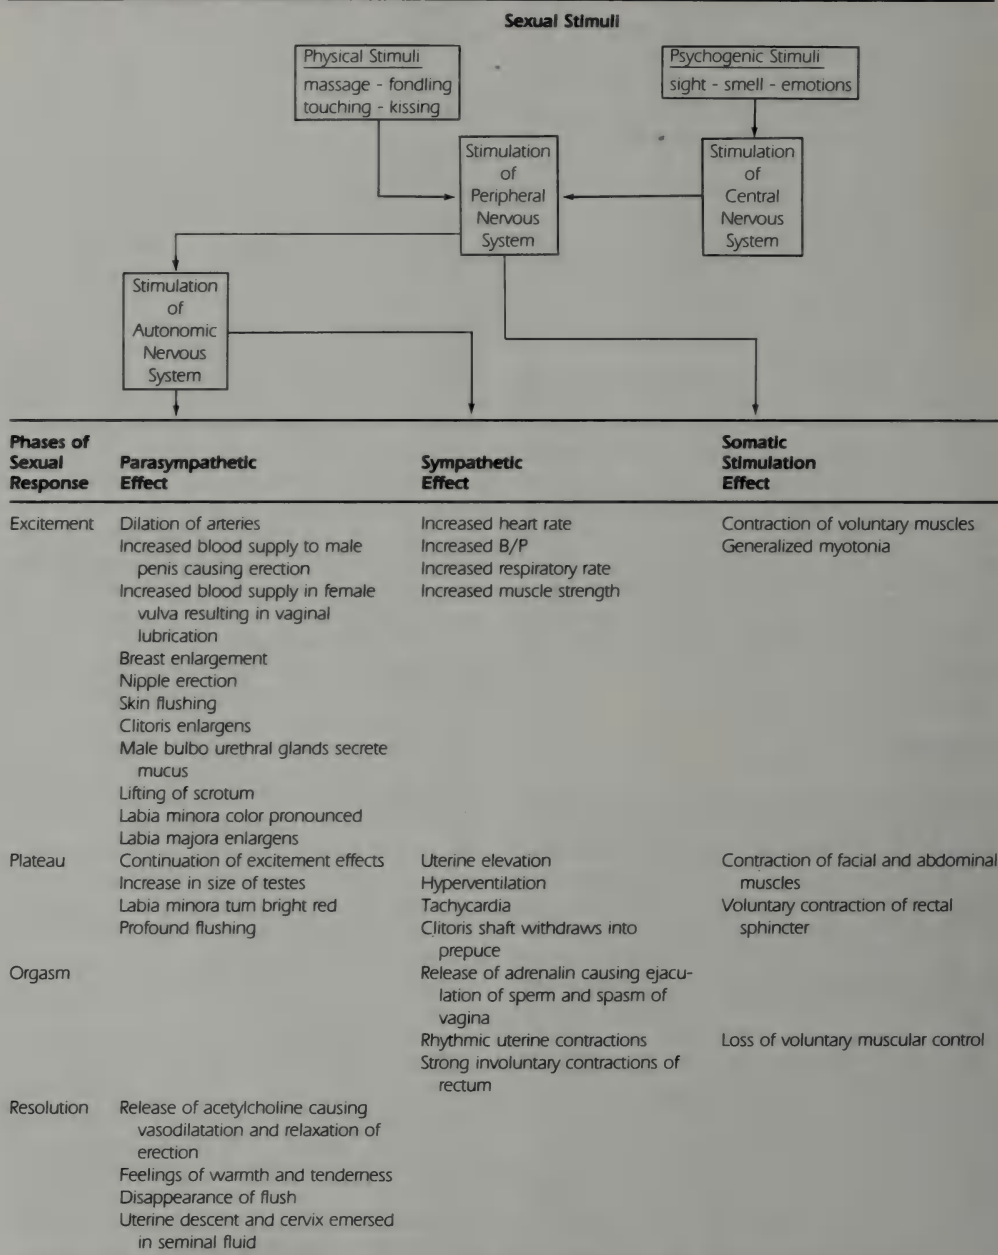 Sexual Stimuli
Physical Stimuli
massage - fondling
touching - kissing
Psychogenic Stimuli
sight - smell - emotions
Stimulation
of
Peripheral
Nervous
System
Stimulation
of
Central
Nervous
System
Stimulation
of
Autonomic
Nervous
System
Phases of
Sexual
Response
Parasympathetic
Effect
Sympathetic
Effect
Somatic
Stimulation
Effect
Excitement
Dilation of arteries
Increased blood supply to male
penis causing erection
Increased blood supply in female
vulva resulting in vaginal
lubrication
Breast enlargement
Nipple erection
Skin flushing
Clitoris enlargens
Male bulbo urethral glands secrete
mucus
Lifting of scrotum
Labia minora color pronounced
Labia majora enlargens
Increased heart rate
Increased B/P
Increased respiratory rate
Increased muscle strength
Contraction of voluntary muscles
Generalized myotonia
Plateau
Continuation of excitement effects
Increase in size of testes
Labia minora turn bright red
Profound flushing
Uterine elevation
Hyperventilation
Tachycardia
Clitoris shaft withdraws into
prepuce
Contraction of facial and abdominal
muscles
Voluntary contraction of rectal
sphincter
Orgasm
Release of adrenalin causing ejacu-
lation of sperm and spasm of
vagina
Rhythmic uterine contractions
Strong involuntary contractions of
rectum
Loss of voluntary muscular control
Resolution
Release of acetylcholine causing
vasodilatation and relaxation of
erection
Feelings of warmth and tenderness
Disappearance of flush
Uterine descent and cervix emersed
in seminal fluid